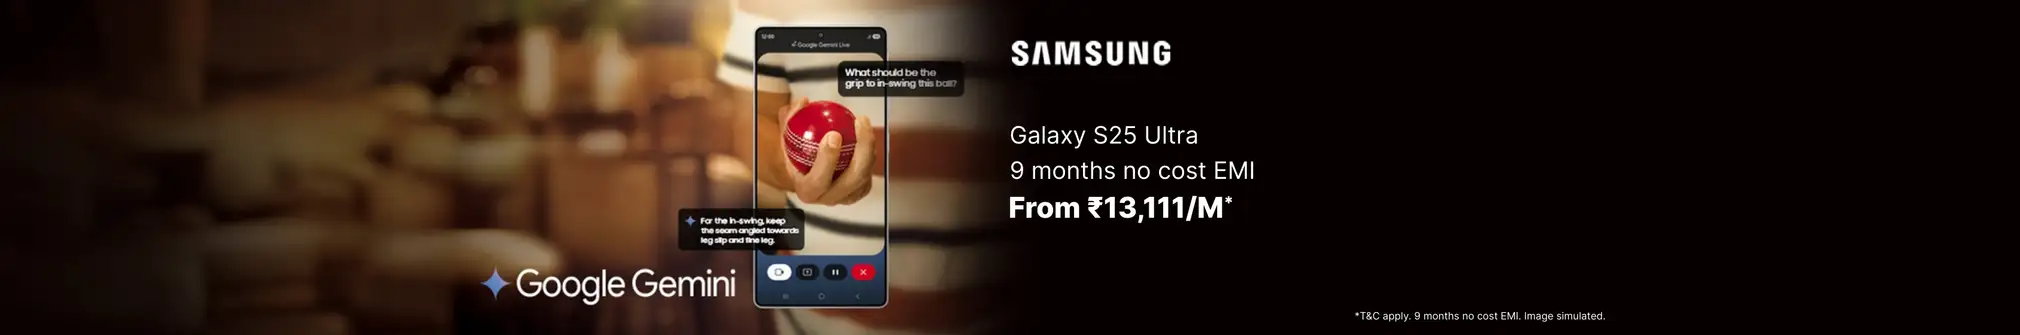 12:00
Google Gemini Live
What should be the
grip to in-swing this ball?
For the in-swing, keep
the seam angled towards
leg slip and fine leg.
Google Gemini
SAMSUNG
Galaxy S25 Ultra
9 months no cost EMI
From ₹13,111/M*
*T&C apply. 9 months no cost EMI. Image simulated.